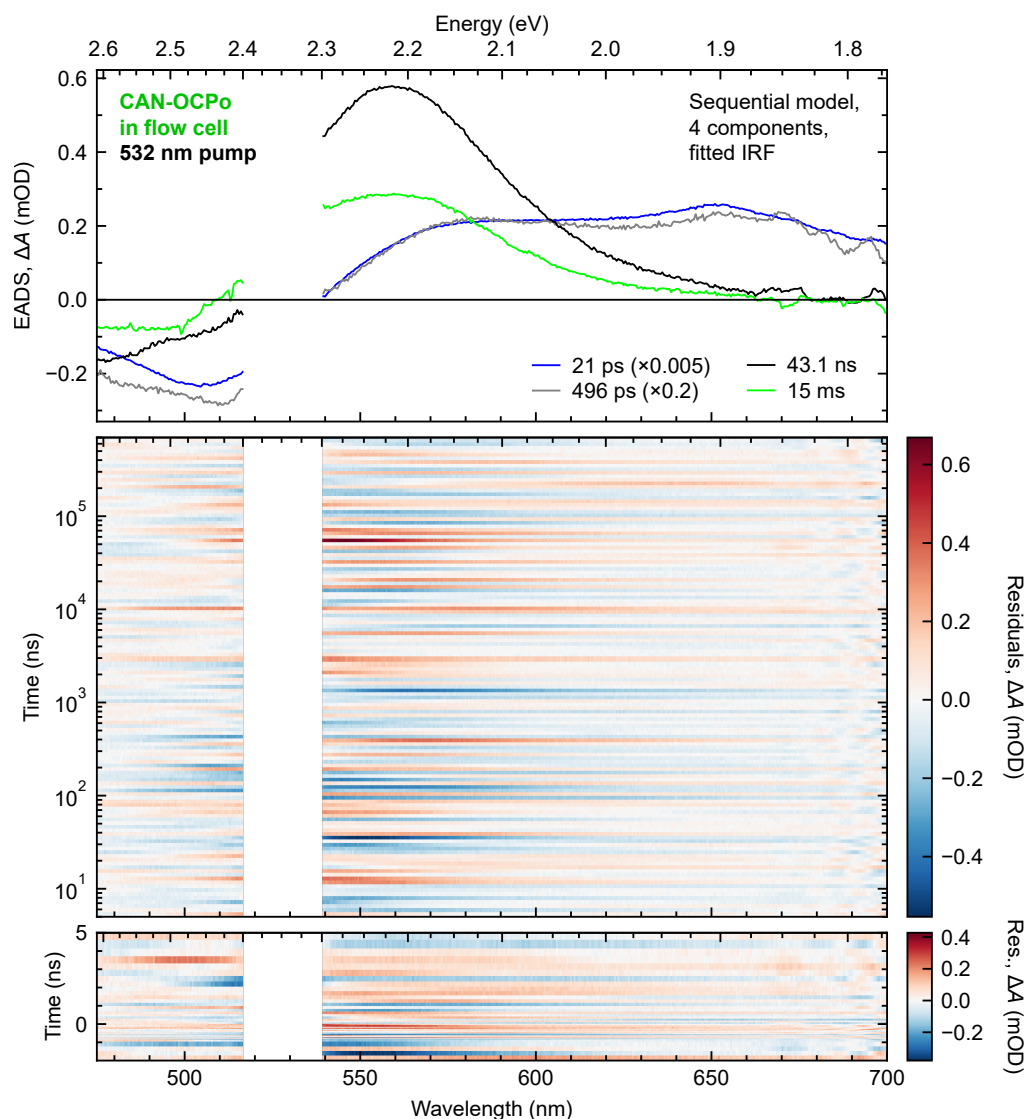 Energy (eV)
2.6 2.5 2.4 2.3 2.2 2.1 2.0 1.9 1.8
EADS, ΔA (mOD)
0.6
0.4
0.2
0.0
−0.2
CAN-OCPo
in flow cell
532 nm pump
Sequential model,
4 components,
fitted IRF
21 ps (×0.005)
496 ps (×0.2)
43.1 ns
15 ms
Time (ns)
10⁵
10⁴
10³
10²
10¹
Residuals, ΔA (mOD)
0.6
0.4
0.2
0.0
−0.2
−0.4
Time (ns)
5
0
Res., ΔA (mOD)
0.4
0.2
0.0
−0.2
500 550 600 650 700
Wavelength (nm)